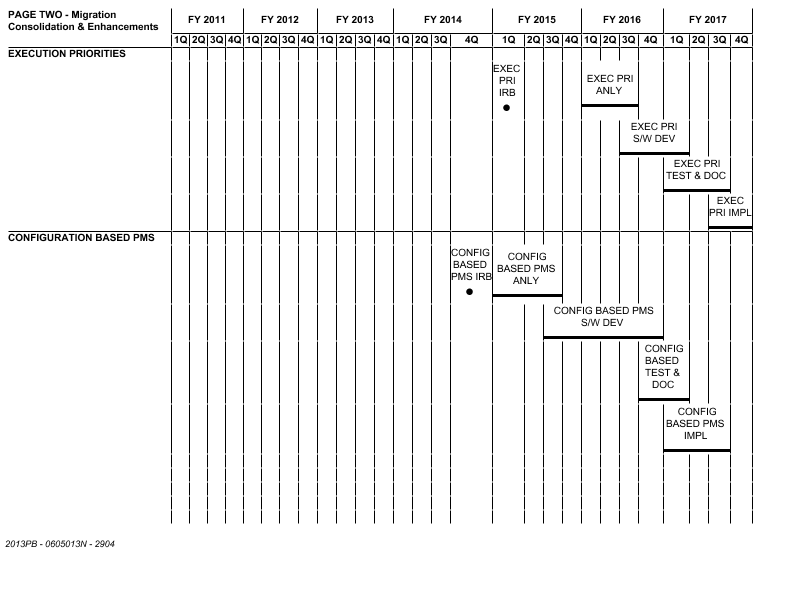 PAGE TWO - Migration
Consolidation & Enhancements
FY 2011 FY 2012 FY 2013 FY 2014 FY 2015 FY 2016 FY 2017
1Q 2Q 3Q 4Q 1Q 2Q 3Q 4Q 1Q 2Q 3Q 4Q 1Q 2Q 3Q 4Q 1Q 2Q 3Q 4Q 1Q 2Q 3Q 4Q 1Q 2Q 3Q 4Q
EXECUTION PRIORITIES
EXEC
PRI
IRB
EXEC PRI
ANLY
EXEC PRI
S/W DEV
EXEC PRI
TEST & DOC
EXEC
PRI IMPL
CONFIGURATION BASED PMS
CONFIG
BASED
PMS IRB
CONFIG
BASED PMS
ANLY
CONFIG BASED PMS
S/W DEV
CONFIG
BASED
TEST &
DOC
CONFIG
BASED PMS
IMPL
2013PB - 0605013N - 2904